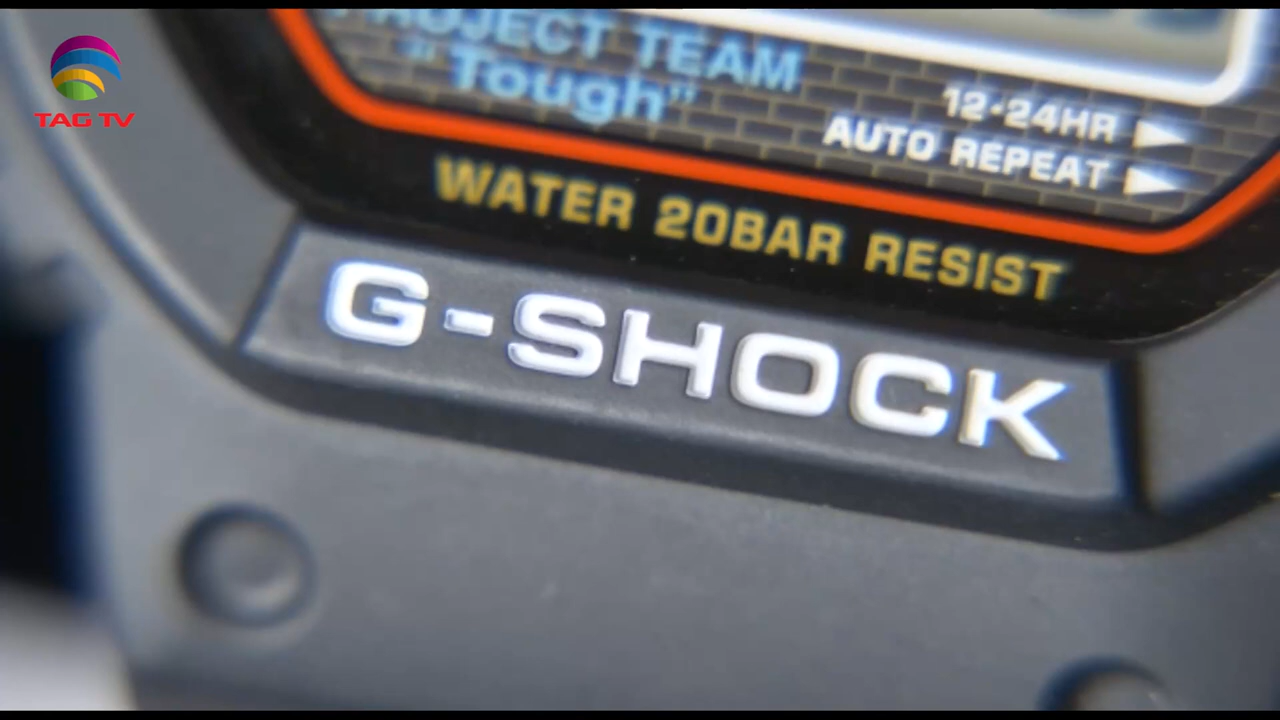 TAG TV
PROJECT TEAM
"Tough"
12-24HR
AUTO REPEAT
WATER 20BAR RESIST
G-SHOCK